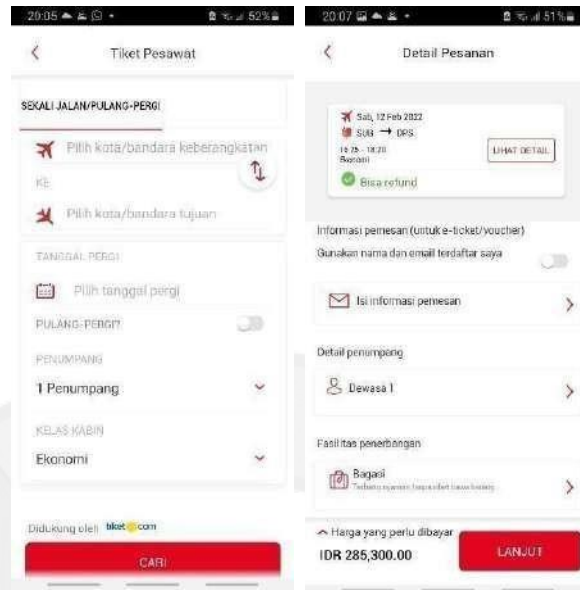 20:05
52%
Tiket Pesawat
SEKALI JALAN/PULANG-PERGI
Pilih kota/bandara keberangkatan
KE
Pilih kota/bandara tujuan
TANGGAL PERGI
Pilih tanggal pergi
PULANG-PERGI?
PENUMPANG
1 Penumpang
KELAS KABIN
Ekonomi
Didukung oleh tiket.com
CARI
20:07
51%
Detail Pesanan
Sab, 12 Feb 2022
SUB → DPS
Ekonomi
LIHAT DETAIL
Bisa refund
Informasi pemesan (untuk e-ticket/voucher)
Gunakan nama dan email terdaftar saya
Isi informasi pemesan
Detail penumpang
Dewasa 1
Fasilitas penerbangan
Bagasi
Harga yang perlu dibayar
IDR 285,300.00
LANJUT